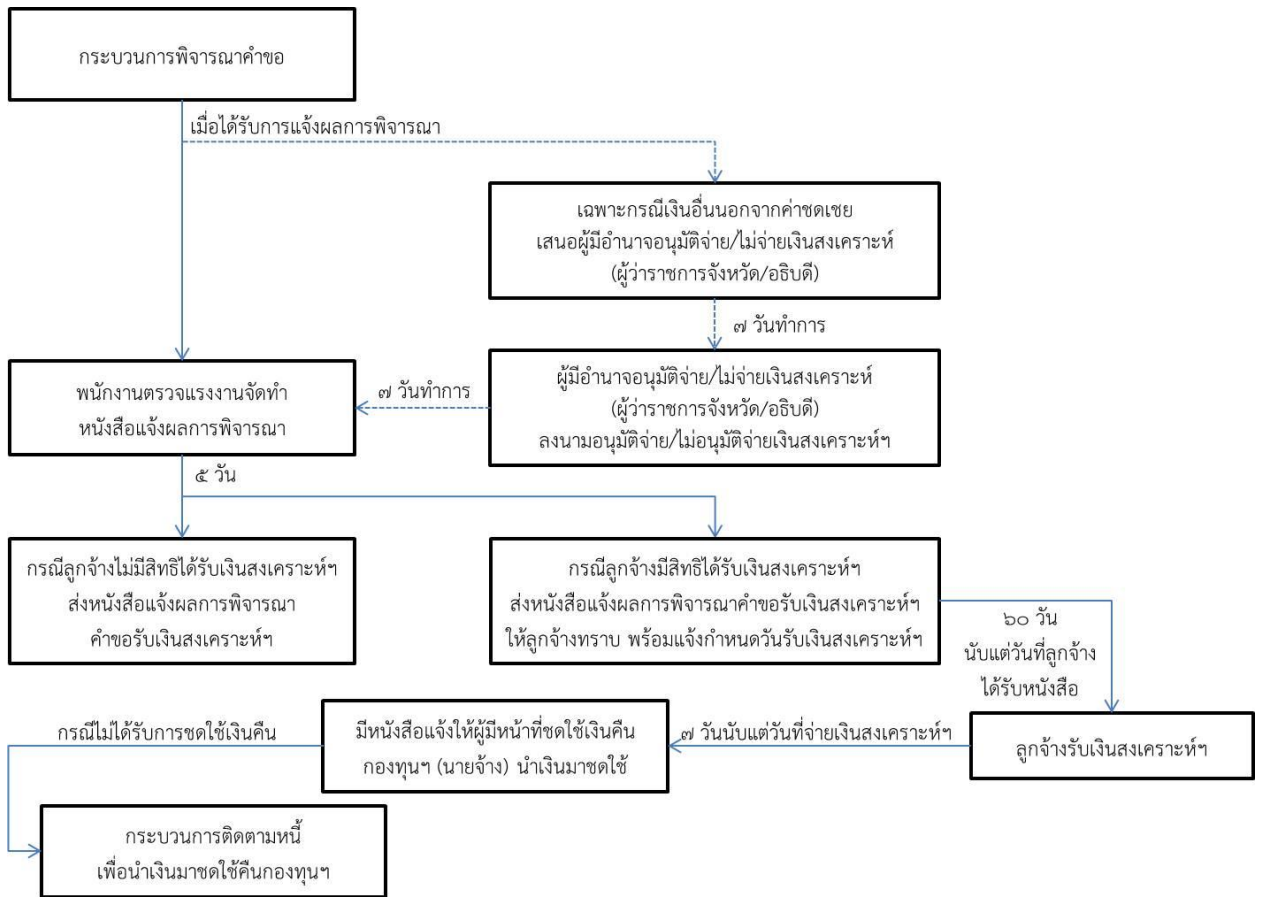 กระบวนการพิจารณาคำขอ
เมื่อได้รับการแจ้งผลการพิจารณา
เฉพาะกรณีเงินอื่นนอกจากค่าชดเชย
เสนอผู้มีอำนาจอนุมัติจ่าย/ไม่จ่ายเงินสงเคราะห์
(ผู้ว่าราชการจังหวัด/อธิบดี)
๗ วันทำการ
ผู้มีอำนาจอนุมัติจ่าย/ไม่จ่ายเงินสงเคราะห์
(ผู้ว่าราชการจังหวัด/อธิบดี)
ลงนามอนุมัติจ่าย/ไม่อนุมัติจ่ายเงินสงเคราะห์ฯ
๗ วันทำการ
พนักงานตรวจแรงงานจัดทำ
หนังสือแจ้งผลการพิจารณา
๕ วัน
กรณีลูกจ้างไม่มีสิทธิได้รับเงินสงเคราะห์ฯ
ส่งหนังสือแจ้งผลการพิจารณา
คำขอรับเงินสงเคราะห์ฯ
กรณีลูกจ้างมีสิทธิได้รับเงินสงเคราะห์ฯ
ส่งหนังสือแจ้งผลการพิจารณาคำขอรับเงินสงเคราะห์ฯ
ให้ลูกจ้างทราบ พร้อมแจ้งกำหนดวันรับเงินสงเคราะห์ฯ
๖๐ วัน
นับแต่วันที่ลูกจ้าง
ได้รับหนังสือ
ลูกจ้างรับเงินสงเคราะห์ฯ
๗ วันนับแต่วันที่จ่ายเงินสงเคราะห์ฯ
มีหนังสือแจ้งให้ผู้มีหน้าที่ชดใช้เงินคืน
กองทุนฯ (นายจ้าง) นำเงินมาชดใช้
กรณีไม่ได้รับการชดใช้เงินคืน
กระบวนการติดตามหนี้
เพื่อนำเงินมาชดใช้คืนกองทุนฯ